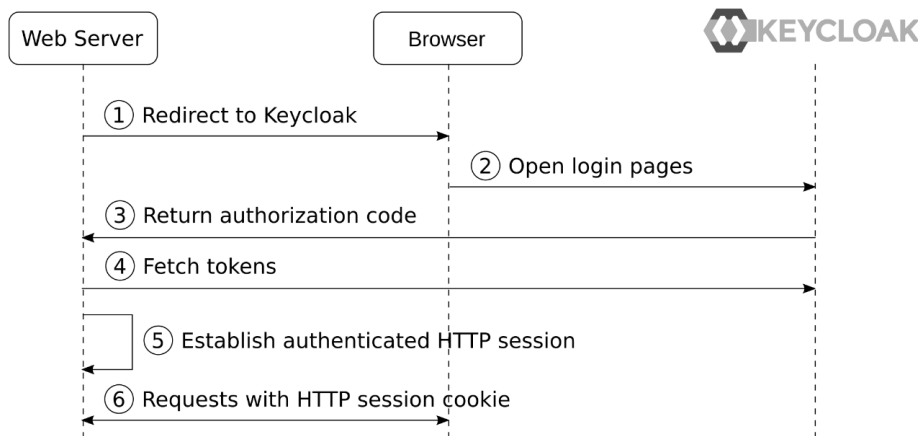 Web Server
Browser
KEYCLOAK
1 Redirect to Keycloak
2 Open login pages
3 Return authorization code
4 Fetch tokens
5 Establish authenticated HTTP session
6 Requests with HTTP session cookie